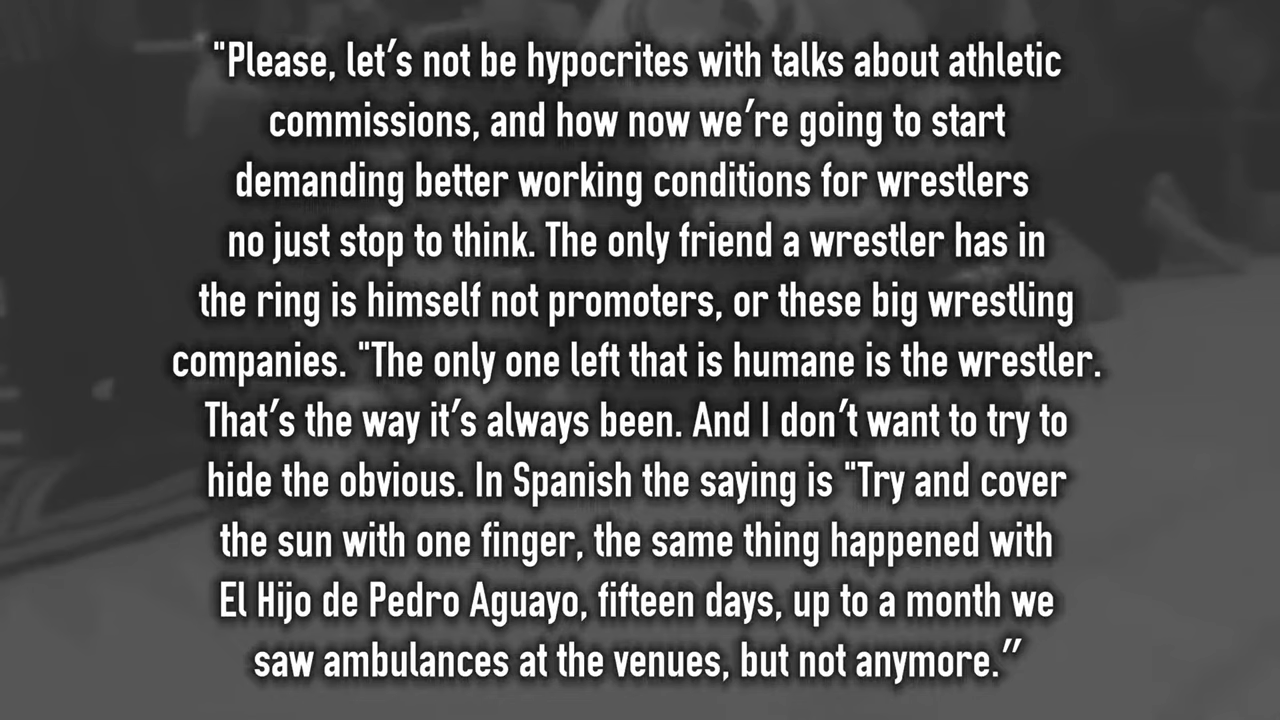 "Please, let's not be hypocrites with talks about athletic
commissions, and how now we're going to start
demanding better working conditions for wrestlers
no just stop to think. The only friend a wrestler has in
the ring is himself not promoters, or these big wrestling
companies. "The only one left that is humane is the wrestler.
That's the way it's always been. And I don't want to try to
hide the obvious. In Spanish the saying is "Try and cover
the sun with one finger, the same thing happened with
El Hijo de Pedro Aguayo, fifteen days, up to a month we
saw ambulances at the venues, but not anymore.”